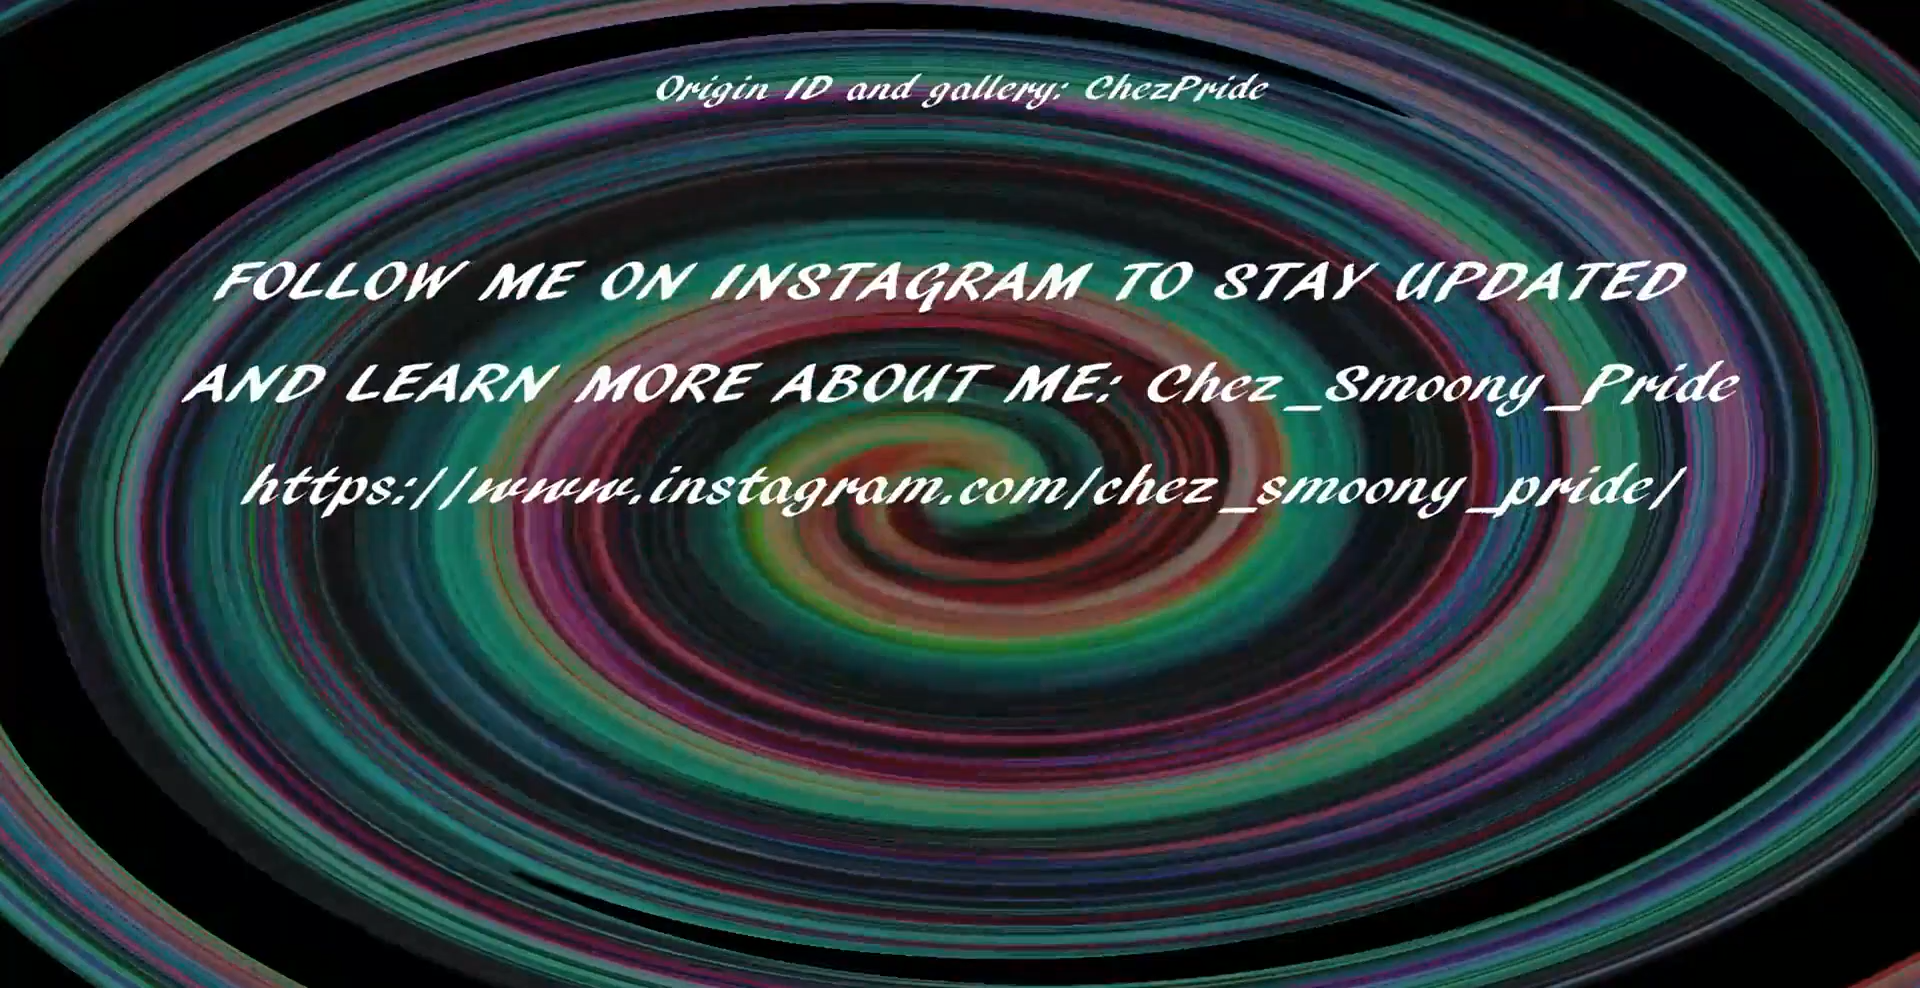 Origin ID and gallery: ChezPride
FOLLOW ME ON INSTAGRAM TO STAY UPDATED
AND LEARN MORE ABOUT ME: Chez_Smoony_Pride
https://www.instagram.com/chez_smoony_pride/